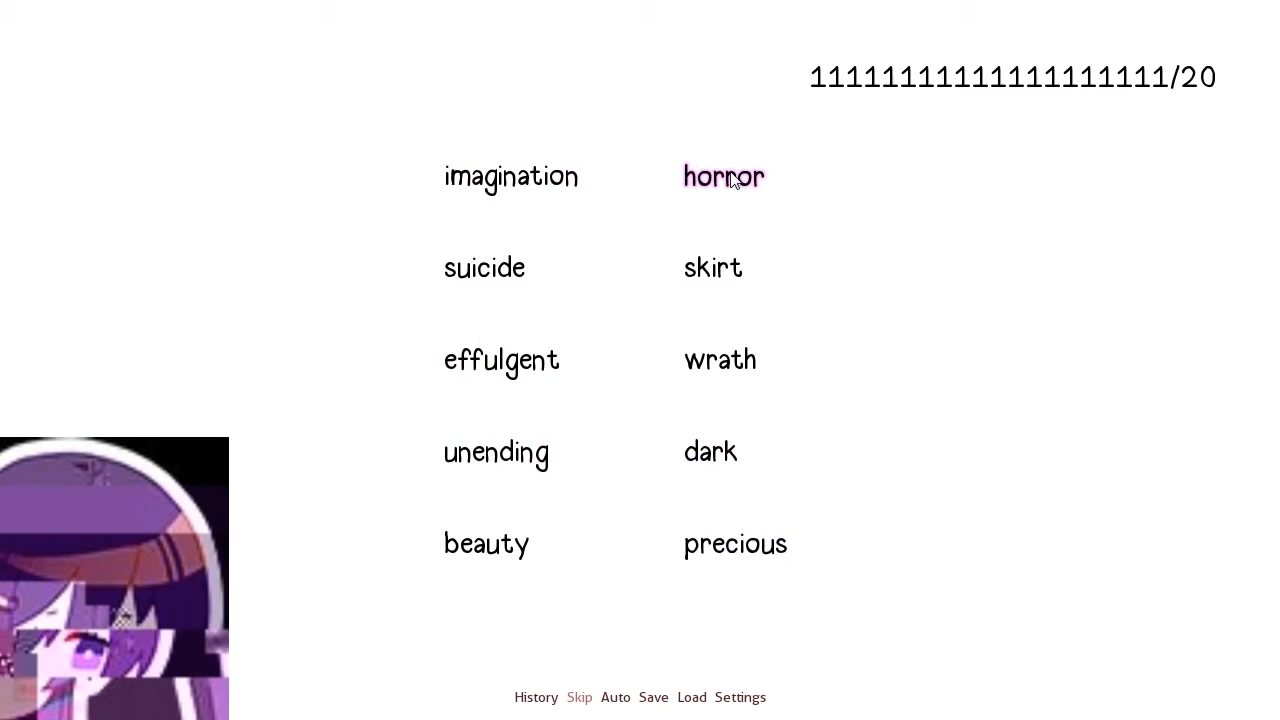 11111111111111111111/20
imagination horror
suicide skirt
effulgent wrath
unending dark
beauty precious
History Skip Auto Save Load Settings